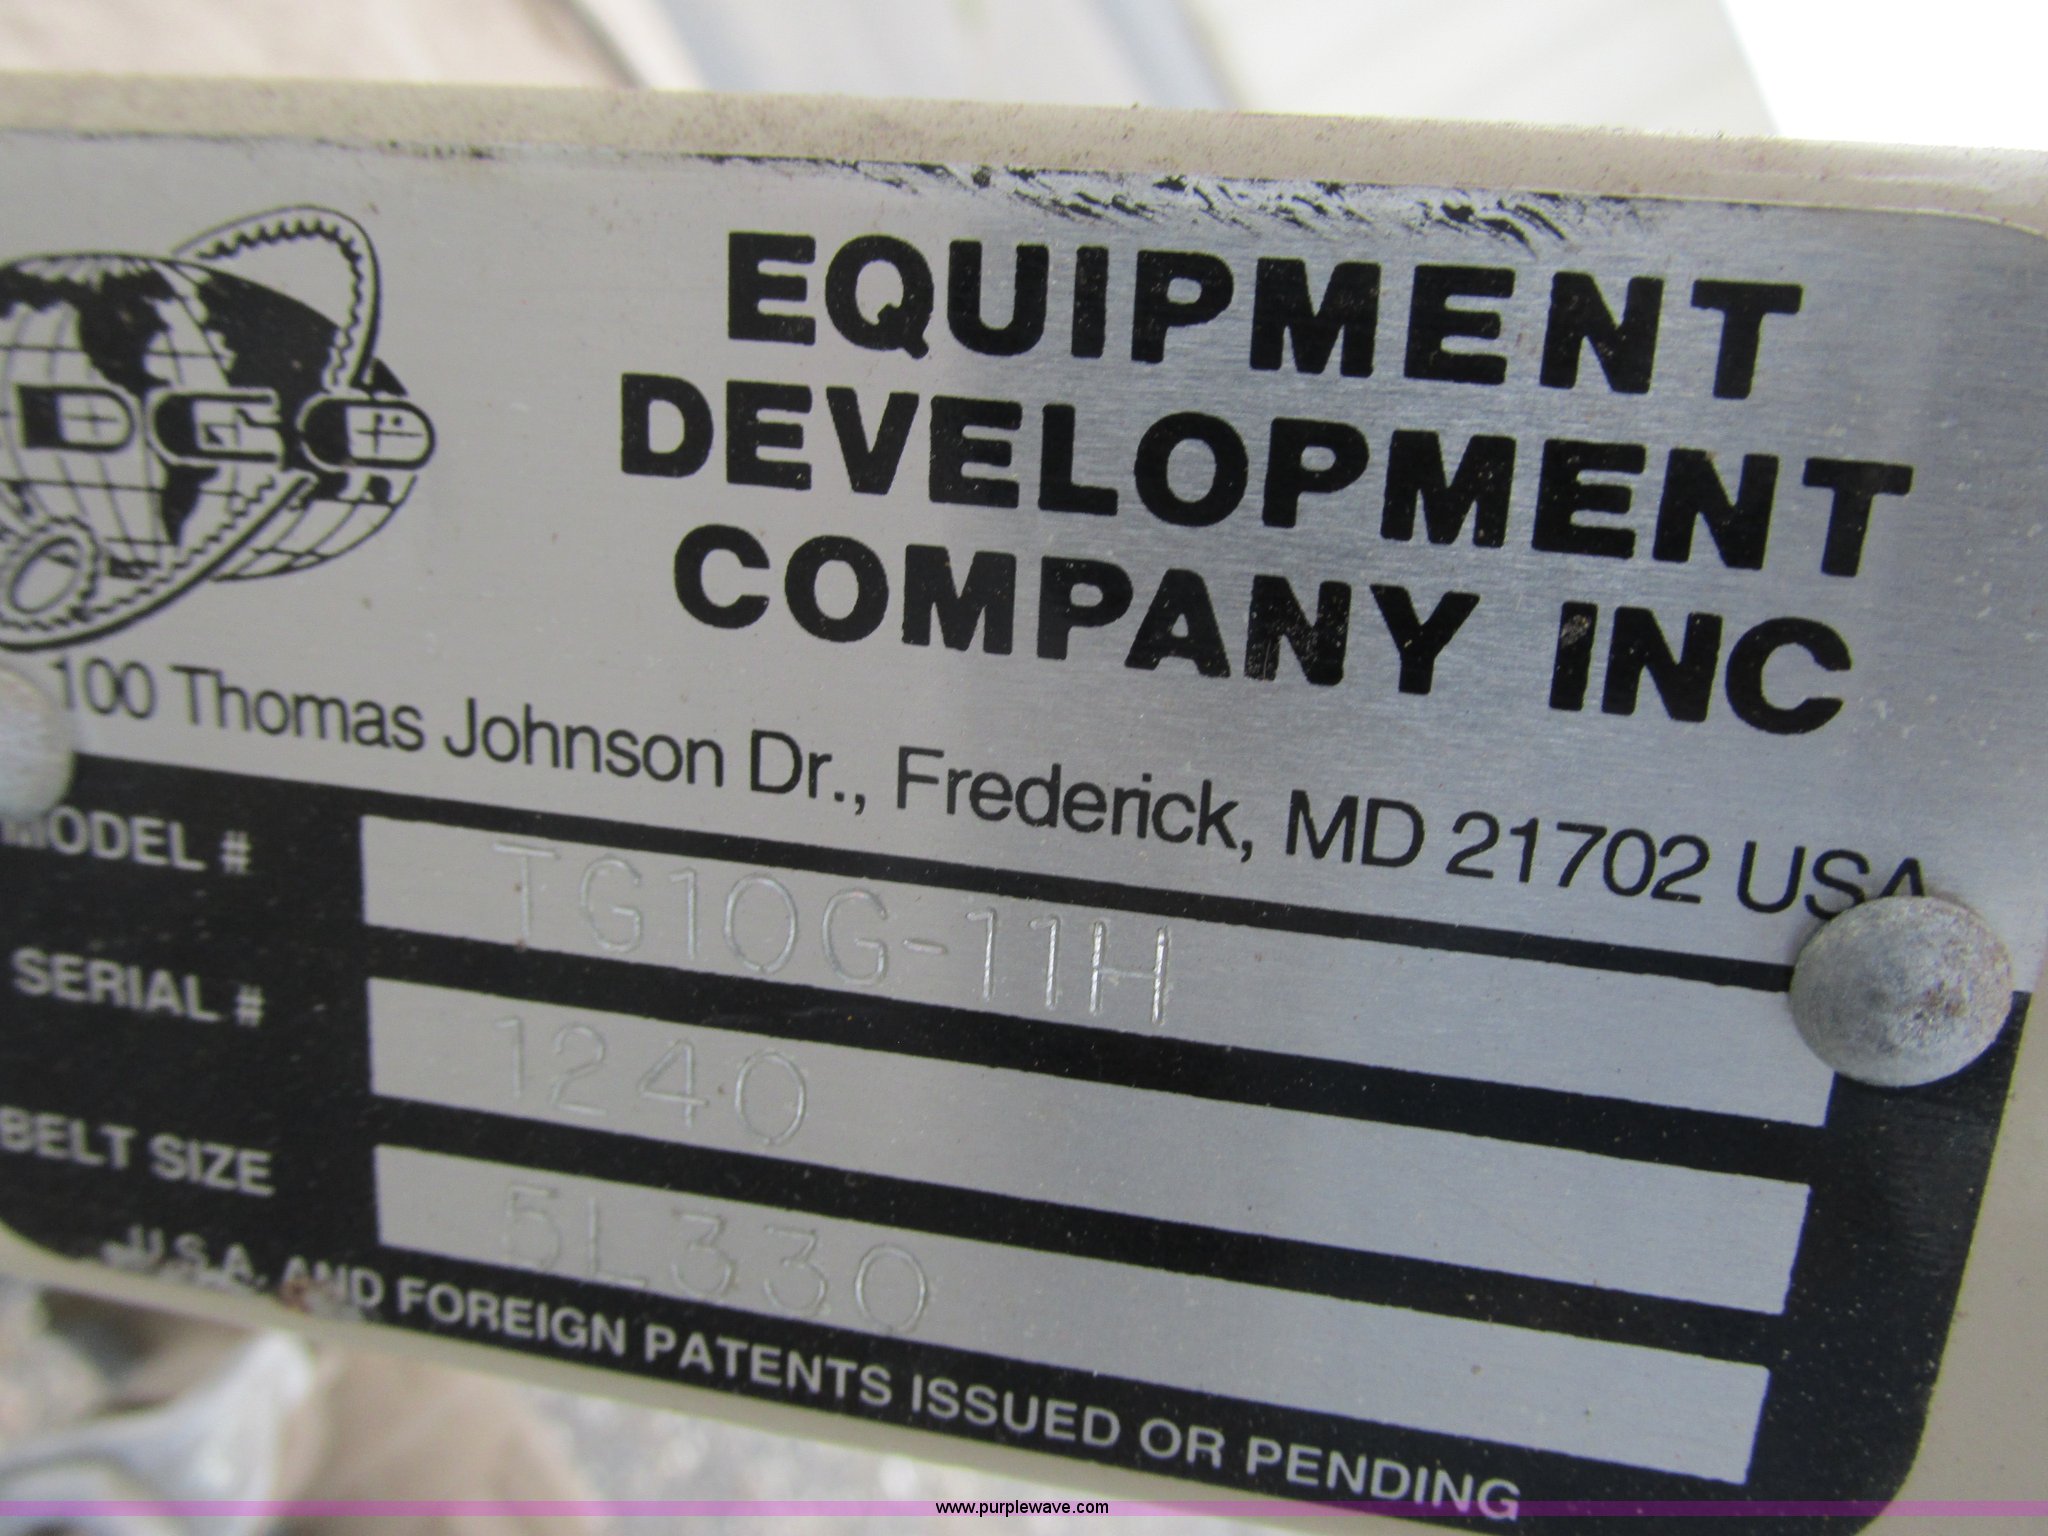 EDCO
EQUIPMENT
DEVELOPMENT
COMPANY INC
100 Thomas Johnson Dr., Frederick, MD 21702 USA
MODEL # TG10G-11H
SERIAL # 1240
BELT SIZE 5L330
U.S.A. AND FOREIGN PATENTS ISSUED OR PENDING
www.purplewave.com